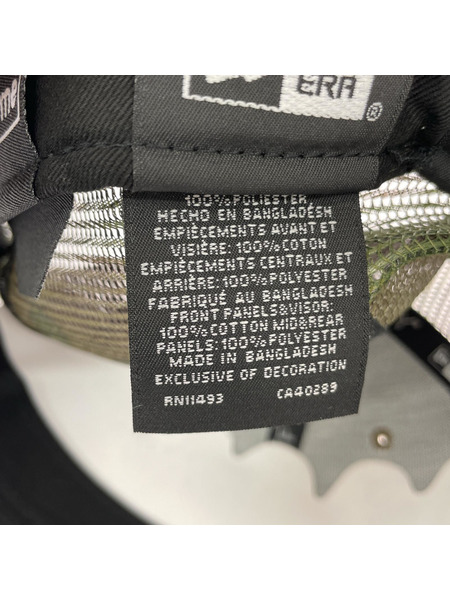 ERA
®
me
100%POLIESTER
HECHO EN BANGLADÉSH
EMPIÈCEMENTS AVANT ET
VISIÈRE: 100%COTON
EMPIÈCEMENTS CENTRAUX ET
ARRIÈRE: 100%POLYESTER
FABRIQUÉ AU BANGLADESH
FRONT PANELS&VISOR:
100%COTTON MID&REAR
PANELS: 100%POLYESTER
MADE IN BANGLADESH
EXCLUSIVE OF DECORATION
RN11493 CA40289